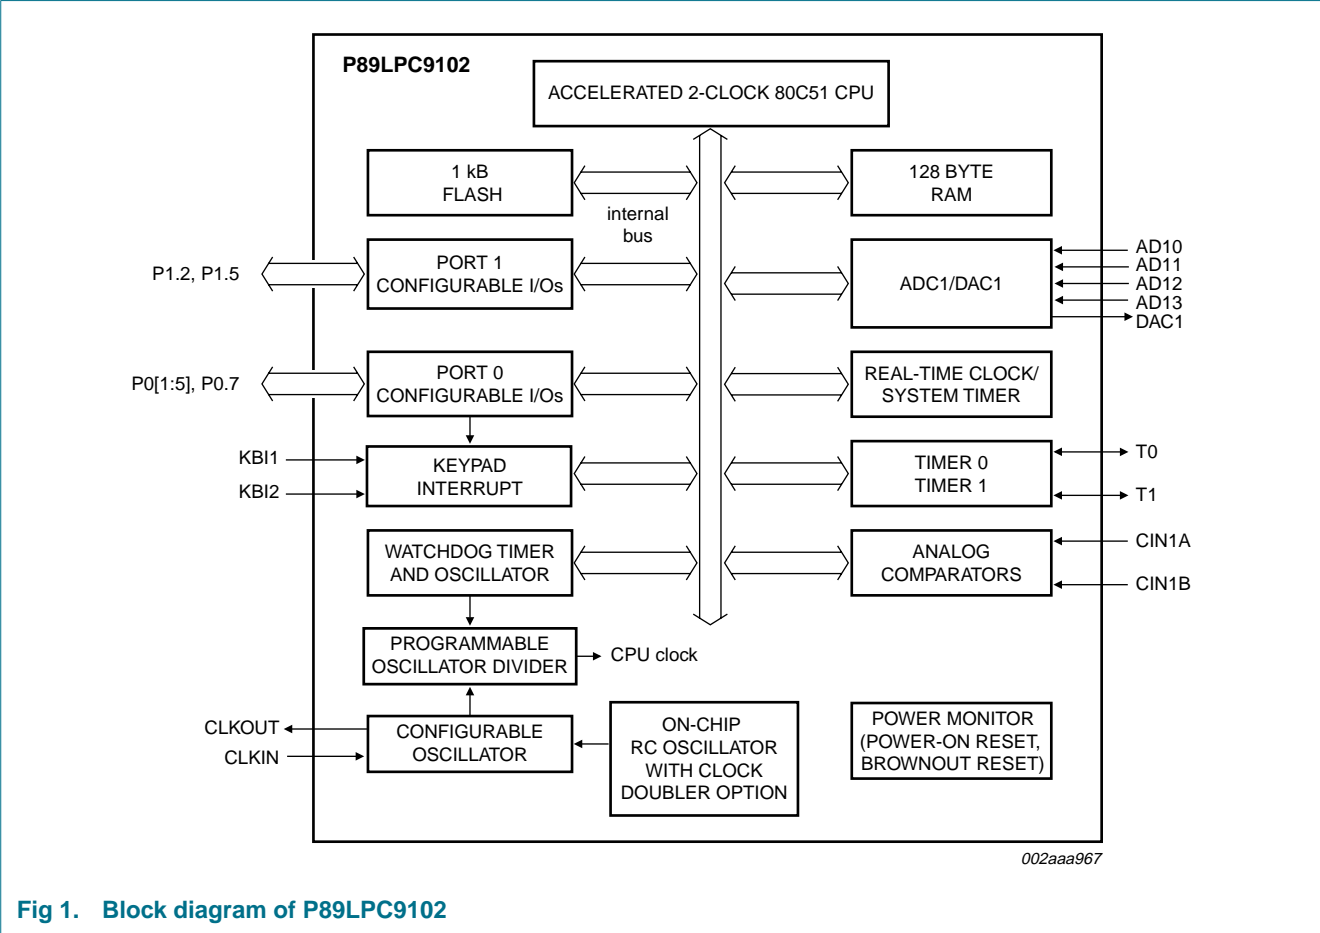 P89LPC9102
ACCELERATED 2-CLOCK 80C51 CPU
1 kB
FLASH
128 BYTE
RAM
internal
bus
P1.2, P1.5
PORT 1
CONFIGURABLE I/Os
ADC1/DAC1
AD10
AD11
AD12
AD13
DAC1
P0[1:5], P0.7
PORT 0
CONFIGURABLE I/Os
REAL-TIME CLOCK/
SYSTEM TIMER
KBI1
KBI2
KEYPAD
INTERRUPT
TIMER 0
TIMER 1
T0
T1
WATCHDOG TIMER
AND OSCILLATOR
ANALOG
COMPARATORS
CIN1A
CIN1B
PROGRAMMABLE
OSCILLATOR DIVIDER
CPU clock
CLKOUT
CLKIN
CONFIGURABLE
OSCILLATOR
ON-CHIP
RC OSCILLATOR
WITH CLOCK
DOUBLER OPTION
POWER MONITOR
(POWER-ON RESET,
BROWNOUT RESET)
002aaa967
Fig 1. Block diagram of P89LPC9102